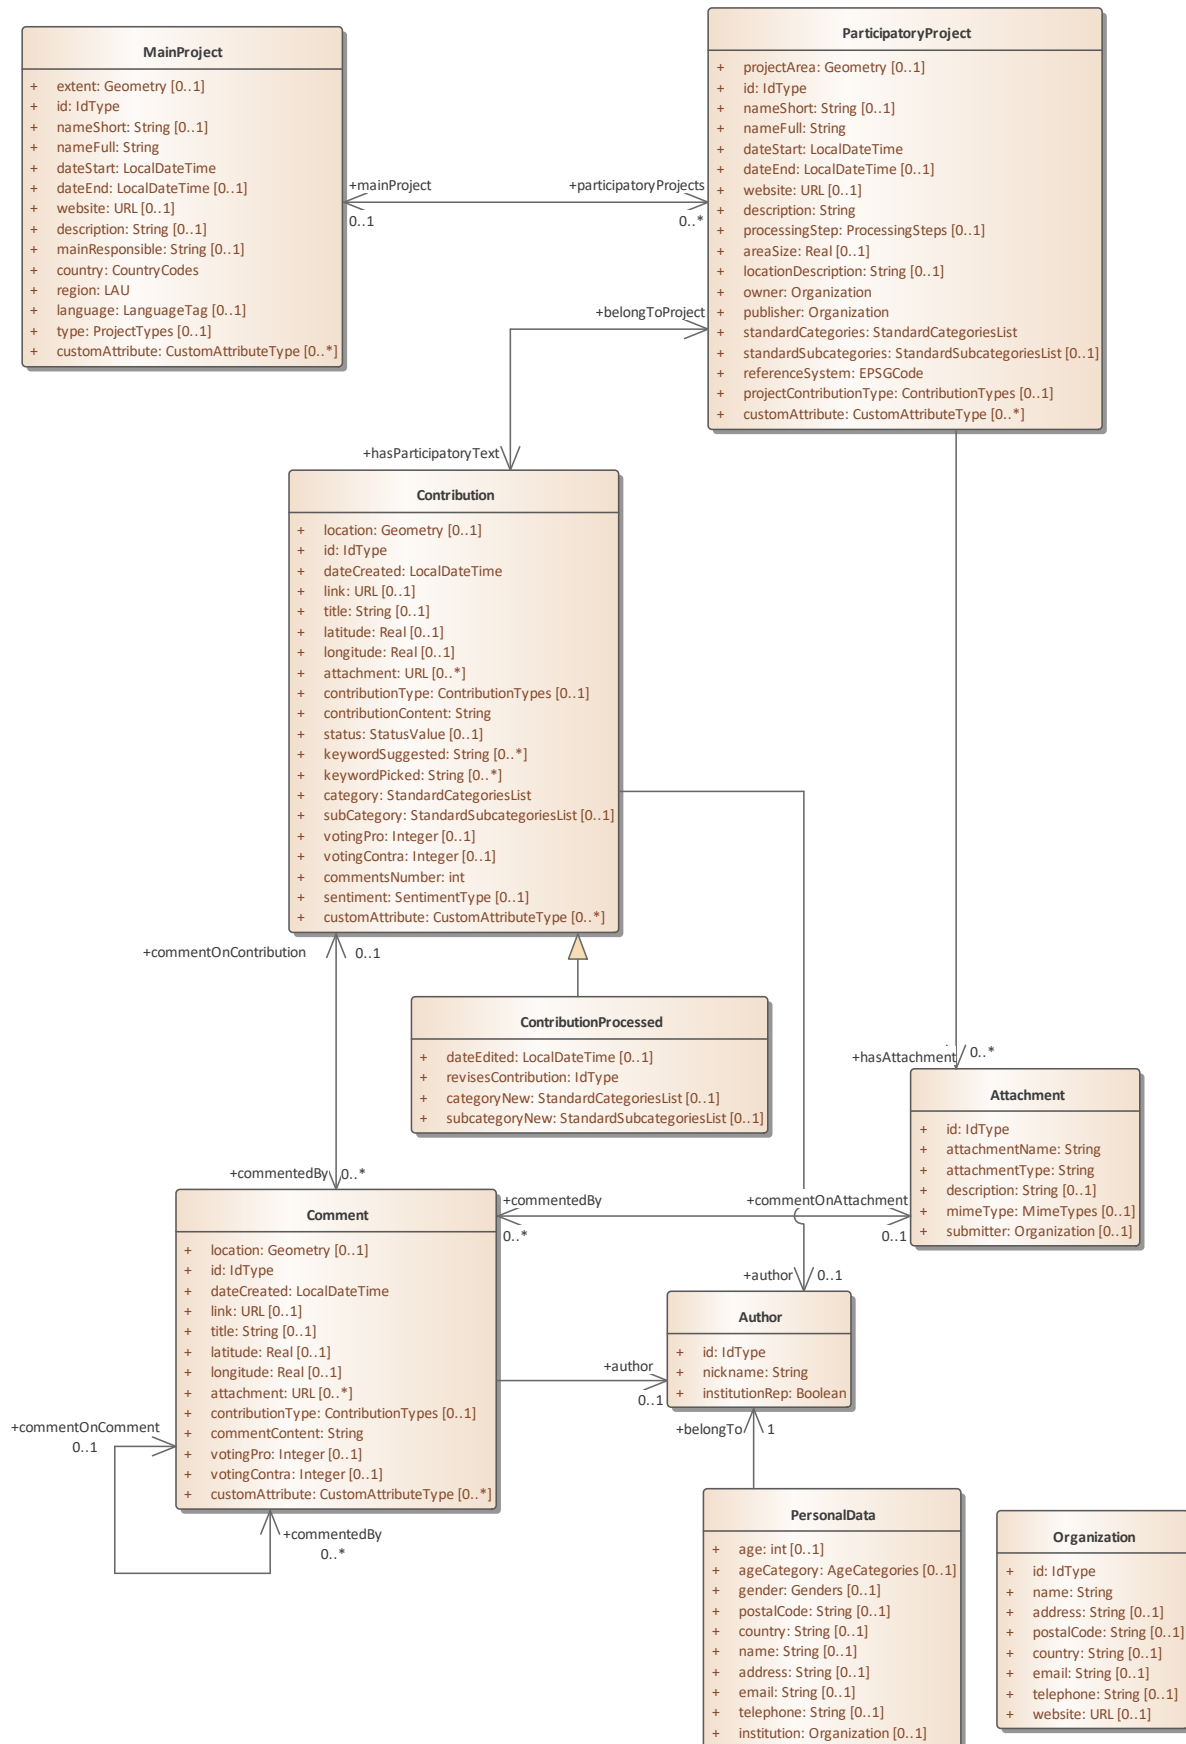 MainProject
+ extent: Geometry [0..1]
+ id: IdType
+ nameShort: String [0..1]
+ nameFull: String
+ dateStart: LocalDateTime
+ dateEnd: LocalDateTime [0..1]
+ website: URL [0..1]
+ description: String [0..1]
+ mainResponsible: String [0..1]
+ country: CountryCodes
+ region: LAU
+ language: LanguageTag [0..1]
+ type: ProjectTypes [0..1]
+ customAttribute: CustomAttributeType [0..*]
+mainProject
0..1
+participatoryProjects
0..*
ParticipatoryProject
+ projectArea: Geometry [0..1]
+ id: IdType
+ nameShort: String [0..1]
+ nameFull: String
+ dateStart: LocalDateTime
+ dateEnd: LocalDateTime [0..1]
+ website: URL [0..1]
+ description: String
+ processingStep: ProcessingSteps [0..1]
+ areaSize: Real [0..1]
+ locationDescription: String [0..1]
+ owner: Organization
+ publisher: Organization
+ standardCategories: StandardCategoriesList
+ standardSubcategories: StandardSubcategoriesList [0..1]
+ referenceSystem: EPSGCode
+ projectContributionType: ContributionTypes [0..1]
+ customAttribute: CustomAttributeType [0..*]
+belongToProject
+hasParticipatoryText
Contribution
+ location: Geometry [0..1]
+ id: IdType
+ dateCreated: LocalDateTime
+ link: URL [0..1]
+ title: String [0..1]
+ latitude: Real [0..1]
+ longitude: Real [0..1]
+ attachment: URL [0..*]
+ contributionType: ContributionTypes [0..1]
+ contributionContent: String
+ status: StatusValue [0..1]
+ keywordSuggested: String [0..*]
+ keywordPicked: String [0..*]
+ category: StandardCategoriesList
+ subCategory: StandardSubcategoriesList [0..1]
+ votingPro: Integer [0..1]
+ votingContra: Integer [0..1]
+ commentsNumber: int
+ sentiment: SentimentType [0..1]
+ customAttribute: CustomAttributeType [0..*]
+commentOnContribution
0..1
ContributionProcessed
+ dateEdited: LocalDateTime [0..1]
+ revisesContribution: IdType
+ categoryNew: StandardCategoriesList [0..1]
+ subcategoryNew: StandardSubcategoriesList [0..1]
+hasAttachment
0..*
Attachment
+ id: IdType
+ attachmentName: String
+ attachmentType: String
+ description: String [0..1]
+ mimeType: MimeTypes [0..1]
+ submitter: Organization [0..1]
+commentedBy
0..*
Comment
+ location: Geometry [0..1]
+ id: IdType
+ dateCreated: LocalDateTime
+ link: URL [0..1]
+ title: String [0..1]
+ latitude: Real [0..1]
+ longitude: Real [0..1]
+ attachment: URL [0..*]
+ contributionType: ContributionTypes [0..1]
+ commentContent: String
+ votingPro: Integer [0..1]
+ votingContra: Integer [0..1]
+ customAttribute: CustomAttributeType [0..*]
+commentedBy
0..*
+commentOnAttachment
0..1
+author
0..1
+author
0..1
Author
+ id: IdType
+ nickname: String
+ institutionRep: Boolean
+commentOnComment
0..1
+commentedBy
0..*
+belongTo
1
PersonalData
+ age: int [0..1]
+ ageCategory: AgeCategories [0..1]
+ gender: Genders [0..1]
+ postalCode: String [0..1]
+ country: String [0..1]
+ name: String [0..1]
+ address: String [0..1]
+ email: String [0..1]
+ telephone: String [0..1]
+ institution: Organization [0..1]
Organization
+ id: IdType
+ name: String
+ address: String [0..1]
+ postalCode: String [0..1]
+ country: String [0..1]
+ email: String [0..1]
+ telephone: String [0..1]
+ website: URL [0..1]